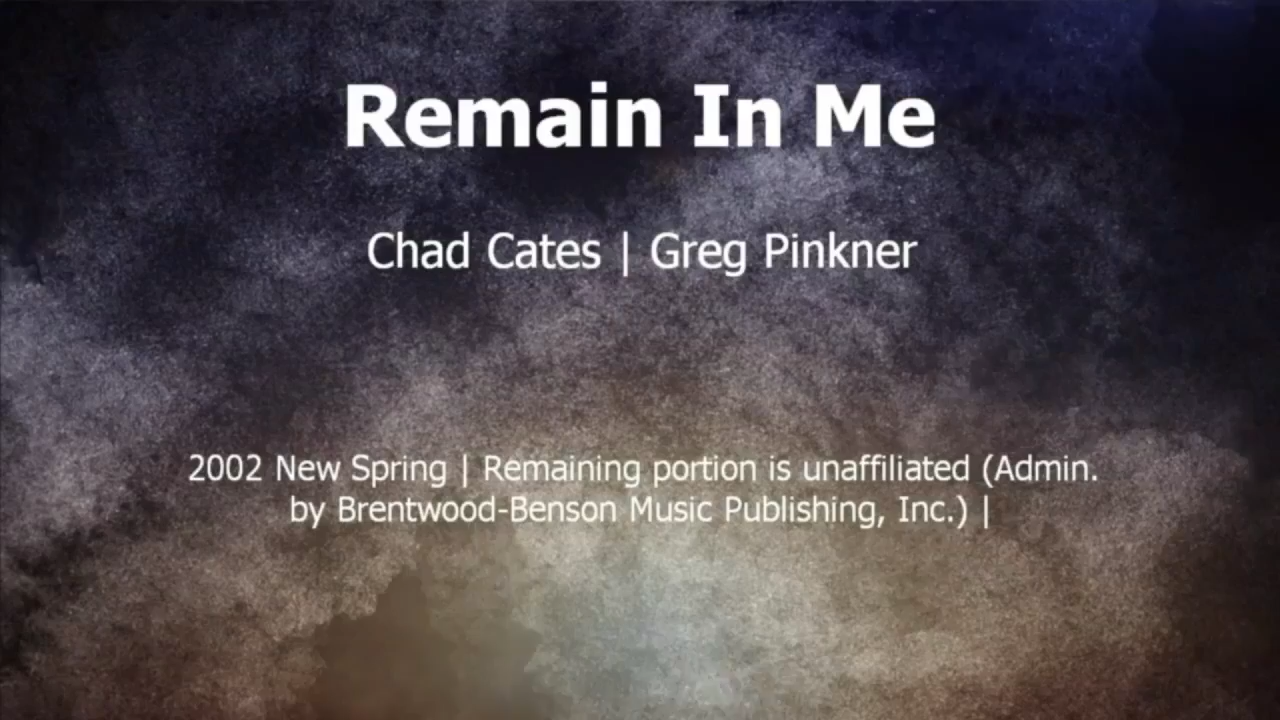 Remain In Me
Chad Cates | Greg Pinkner
2002 New Spring | Remaining portion is unaffiliated (Admin.
by Brentwood-Benson Music Publishing, Inc.) |